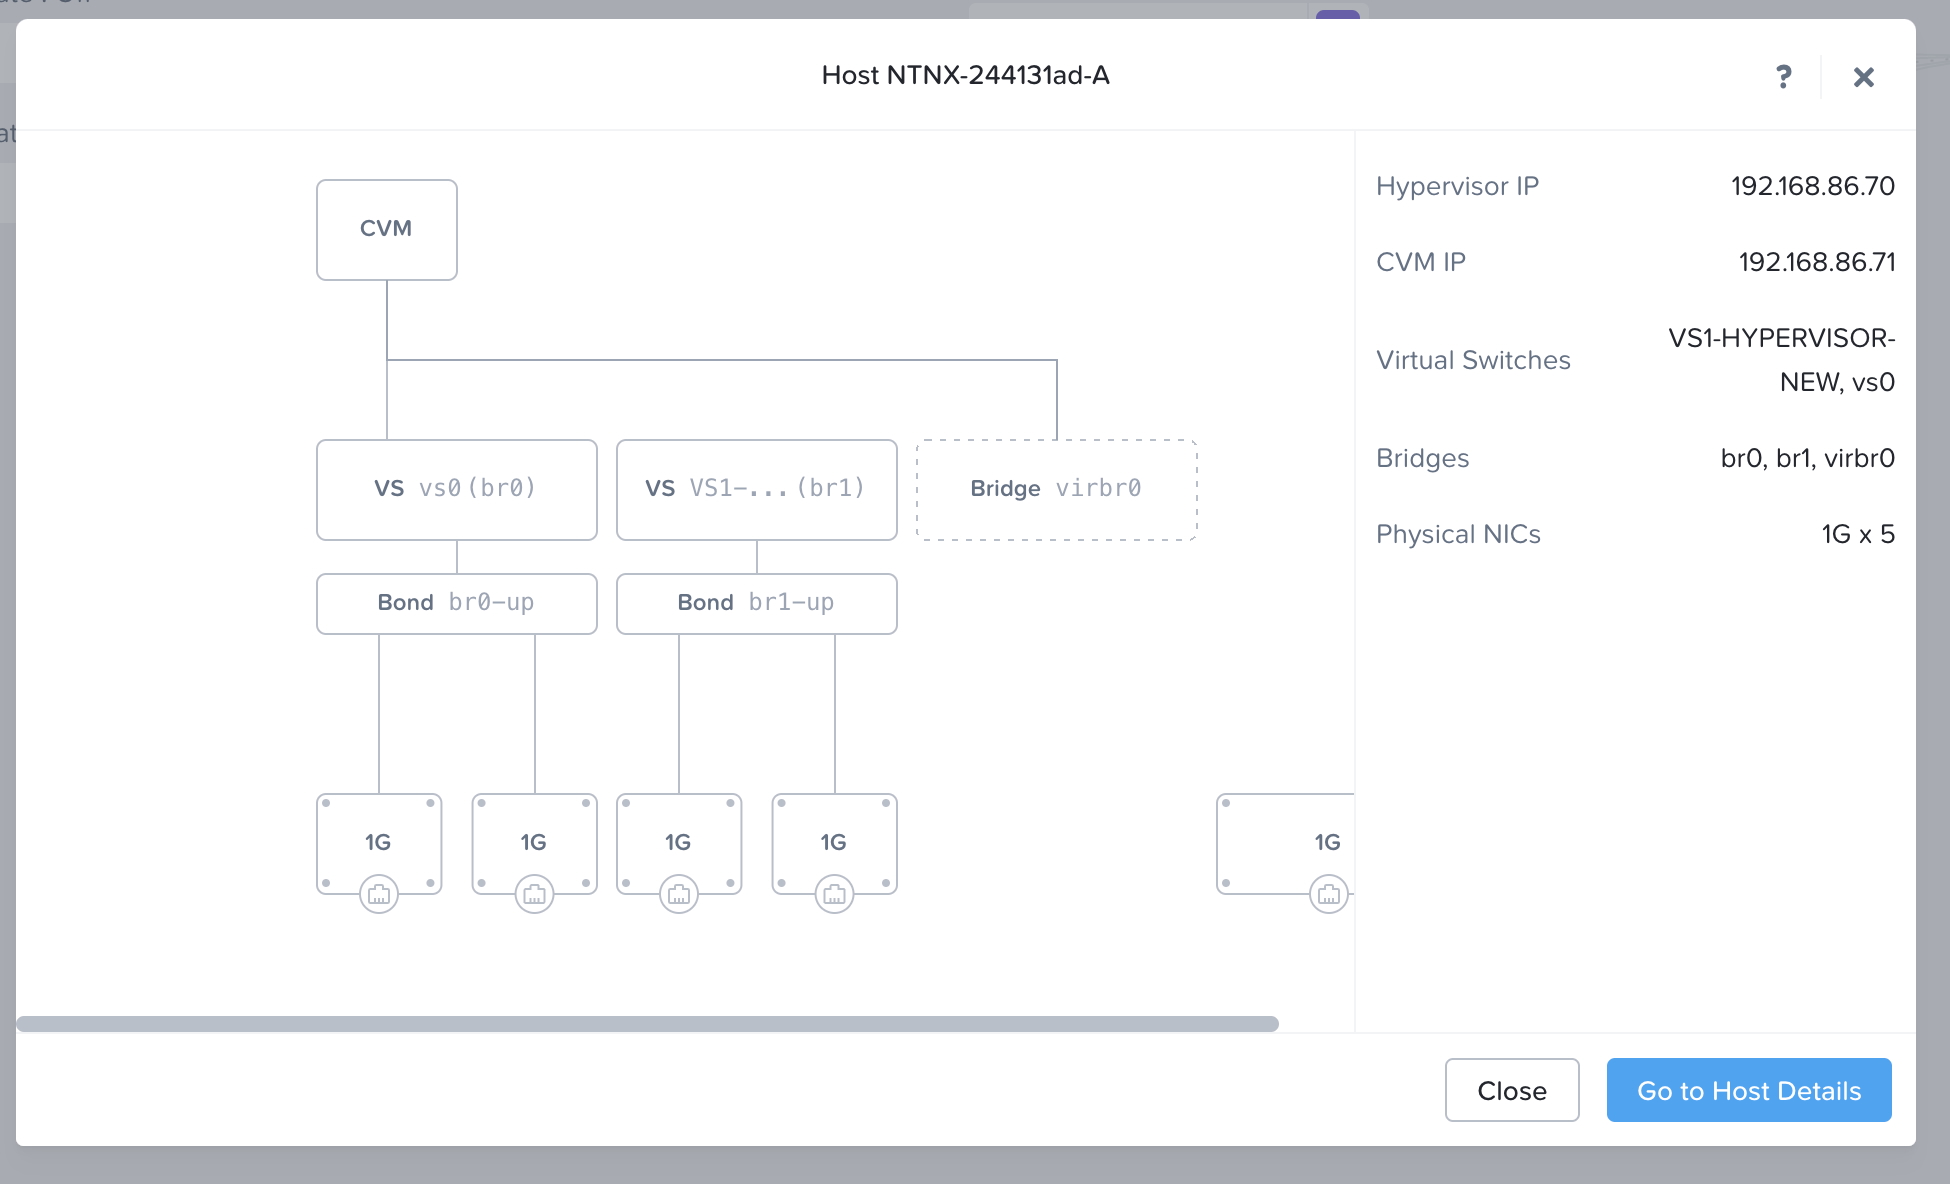 Host NTNX-244131ad-A
?
CVM
VS vs0(br0)
VS VS1-...(br1)
Bridge virbr0
Bond br0-up
Bond br1-up
1G
1G
1G
1G
1G
Hypervisor IP 192.168.86.70
CVM IP 192.168.86.71
Virtual Switches VS1-HYPERVISOR-
NEW, vs0
Bridges br0, br1, virbr0
Physical NICs 1G x 5
Close
Go to Host Details